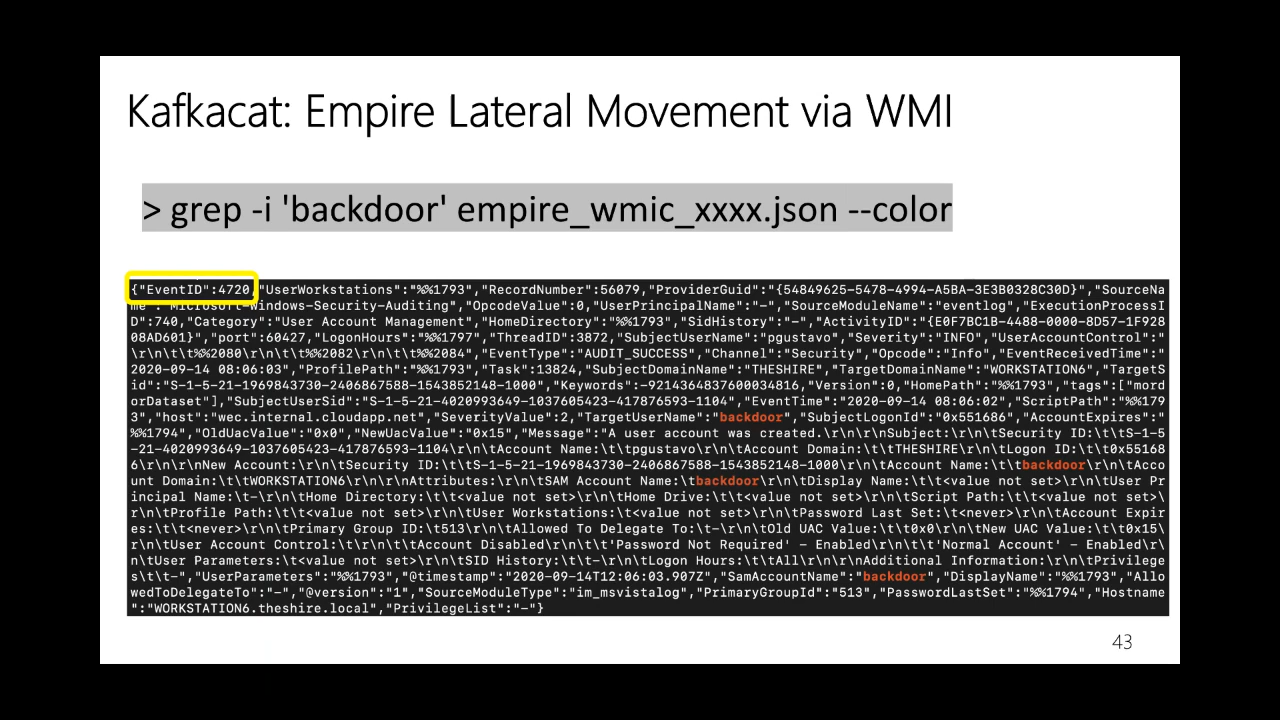 Kafkacat: Empire Lateral Movement via WMI
> grep -i 'backdoor' empire_wmic_xxxx.json --color
{"EventID":4720,"UserWorkstations":"%%1793","RecordNumber":56079,"ProviderGuid":"{54849625-5478-4994-A5BA-3E3B0328C30D}","SourceNa
me":"Microsoft-Windows-Security-Auditing","OpcodeValue":0,"UserPrincipalName":"-","SourceModuleName":"eventlog","ExecutionProcessI
D":740,"Category":"User Account Management","HomeDirectory":"%%1793","SidHistory":"-","ActivityID":"{E0F7BC1B-4488-0000-8D57-1F928
08AD601}","port":60427,"LogonHours":"%%1797","ThreadID":3872,"SubjectUserName":"pgustavo","Severity":"INFO","UserAccountControl":"
\r\n\t\t%%2080\r\n\t\t%%2082\r\n\t\t%%2084","EventType":"AUDIT_SUCCESS","Channel":"Security","Opcode":"Info","EventReceivedTime":"
2020-09-14 08:06:03","ProfilePath":"%%1793","Task":13824,"SubjectDomainName":"THESHIRE","TargetDomainName":"WORKSTATION6","TargetS
id":"S-1-5-21-1969843730-2406867588-1543852148-1000","Keywords":-9214364837600034816,"Version":0,"HomePath":"%%1793","tags":["mord
orDataset"],"SubjectUserSid":"S-1-5-21-4020993649-1037605423-417876593-1104","EventTime":"2020-09-14 08:06:02","ScriptPath":"%%179
3","host":"wec.internal.cloudapp.net","SeverityValue":2,"TargetUserName":"backdoor","SubjectLogonId":"0x551686","AccountExpires":"
%%1794","OldUacValue":"0x0","NewUacValue":"0x15","Message":"A user account was created.\r\n\r\nSubject:\r\n\tSecurity ID:\t\tS-1-5
-21-4020993649-1037605423-417876593-1104\r\n\tAccount Name:\t\tpgustavo\r\n\tAccount Domain:\t\tTHESHIRE\r\n\tLogon ID:\t\t0x55168
6\r\n\r\nNew Account:\r\n\tSecurity ID:\t\tS-1-5-21-1969843730-2406867588-1543852148-1000\r\n\tAccount Name:\t\tbackdoor\r\n\tAcco
unt Domain:\t\tWORKSTATION6\r\n\r\nAttributes:\r\n\tSAM Account Name:\tbackdoor\r\n\tDisplay Name:\t\t<value not set>\r\n\tUser Pr
incipal Name:\t-\r\n\tHome Directory:\t\t<value not set>\r\n\tHome Drive:\t\t<value not set>\r\n\tScript Path:\t\t<value not set>\
r\n\tProfile Path:\t\t<value not set>\r\n\tUser Workstations:\t<value not set>\r\n\tPassword Last Set:\t<never>\r\n\tAccount Expir
es:\t\t<never>\r\n\tPrimary Group ID:\t513\r\n\tAllowed To Delegate To:\t-\r\n\tOld UAC Value:\t\t0x0\r\n\tNew UAC Value:\t\t0x15\
r\n\tUser Account Control:\t\r\n\t\tAccount Disabled\r\n\t\t'Password Not Required' - Enabled\r\n\t\t'Normal Account' - Enabled\r\
n\tUser Parameters:\t<value not set>\r\n\tSID History:\t\t-\r\n\tLogon Hours:\t\tAll\r\n\r\nAdditional Information:\r\n\tPrivilege
s\t\t-","UserParameters":"%%1793","@timestamp":"2020-09-14T12:06:03.907Z","SamAccountName":"backdoor","DisplayName":"%%1793","Allo
wedToDelegateTo":"-","@version":"1","SourceModuleType":"im_msvistalog","PrimaryGroupId":"513","PasswordLastSet":"%%1794","Hostname
":"WORKSTATION6.theshire.local","PrivilegeList":"-"}
43